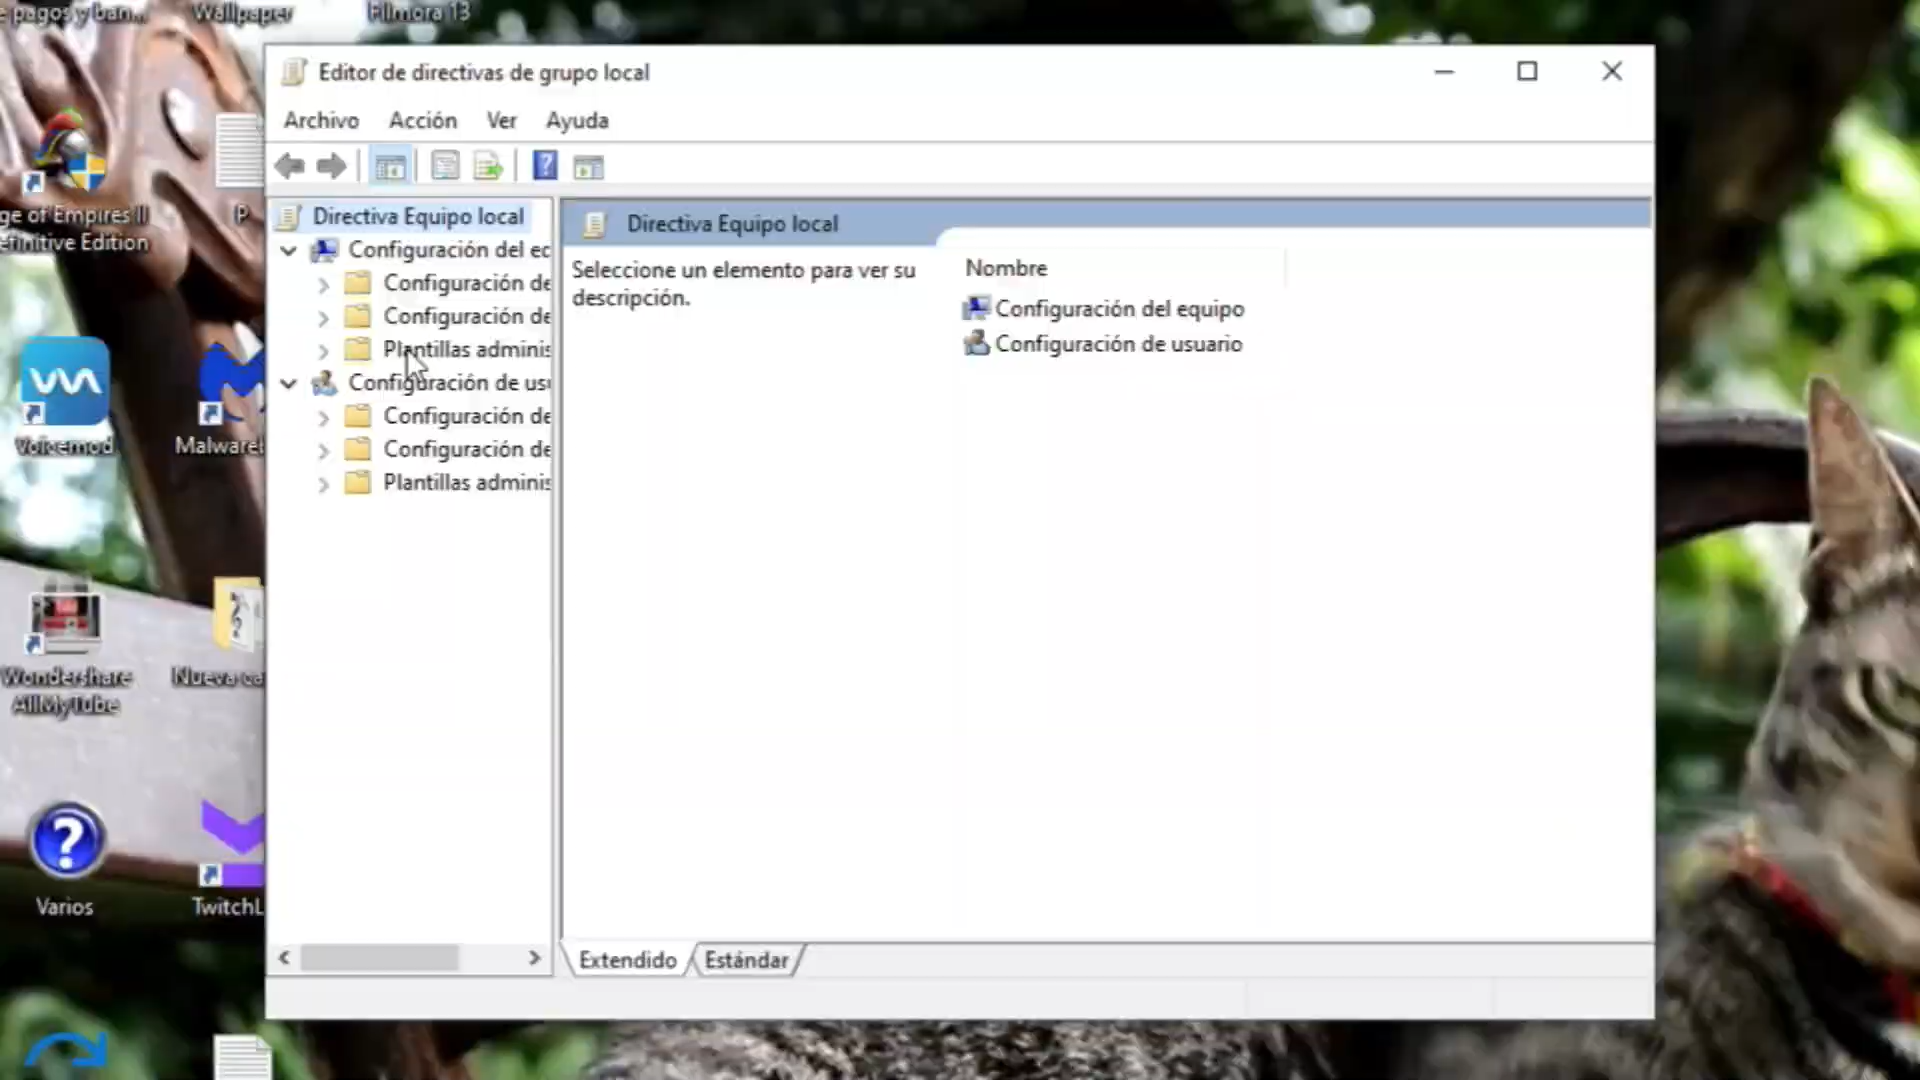 e pagos y ban...
Wallpaper
Filmora 13
Editor de directivas de grupo local
Archivo Acción Ver Ayuda
ge of Empires II
efinitive Edition
P
Directiva Equipo local
Configuración del ec
Configuración de
Configuración de
Plantillas adminis
Configuración de usu
Configuración de
Configuración de
Plantillas adminis
Directiva Equipo local
Seleccione un elemento para ver su
descripción.
Nombre
Configuración del equipo
Configuración de usuario
Voicemod
Malwarel
Wondershare
AllMyTube
Nueva ca
Varios
TwitchL
Extendido
Estándar